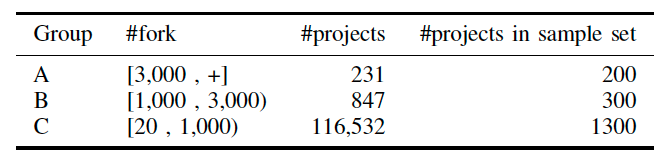 Group #fork #projects #projects in sample set
A [3,000 , +] 231 200
B [1,000 , 3,000) 847 300
C [20 , 1,000) 116,532 1300